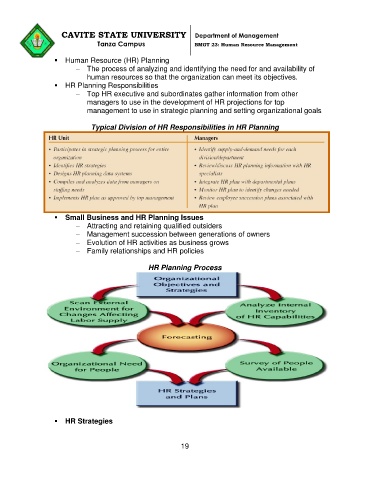 CAVITE STATE UNIVERSITY
Tanza Campus
Department of Management
BMGT 23: Human Resource Management
▪ Human Resource (HR) Planning
– The process of analyzing and identifying the need for and availability of
human resources so that the organization can meet its objectives.
▪ HR Planning Responsibilities
– Top HR executive and subordinates gather information from other
managers to use in the development of HR projections for top
management to use in strategic planning and setting organizational goals
Typical Division of HR Responsibilities in HR Planning
HR Unit
• Participates in strategic planning process for entire
organization
• Identifies HR strategies
• Designs HR planning data systems
• Compiles and analyzes data from managers on
staffing needs
• Implements HR plan as approved by top management
Managers
• Identify supply-and-demand needs for each
division/department
• Review/discuss HR planning information with HR
specialists
• Integrate HR plan with departmental plans
• Monitor HR plan to identify changes needed
• Review employee succession plans associated with
HR plan
▪ Small Business and HR Planning Issues
– Attracting and retaining qualified outsiders
– Management succession between generations of owners
– Evolution of HR activities as business grows
– Family relationships and HR policies
HR Planning Process
Organizational
Objectives and
Strategies
Scan External
Environment for
Changes Affecting
Labor Supply
Analyze Internal
Inventory
of HR Capabilities
Forecasting
Organizational Need
for People
Survey of People
Available
HR Strategies
and Plans
▪ HR Strategies
19